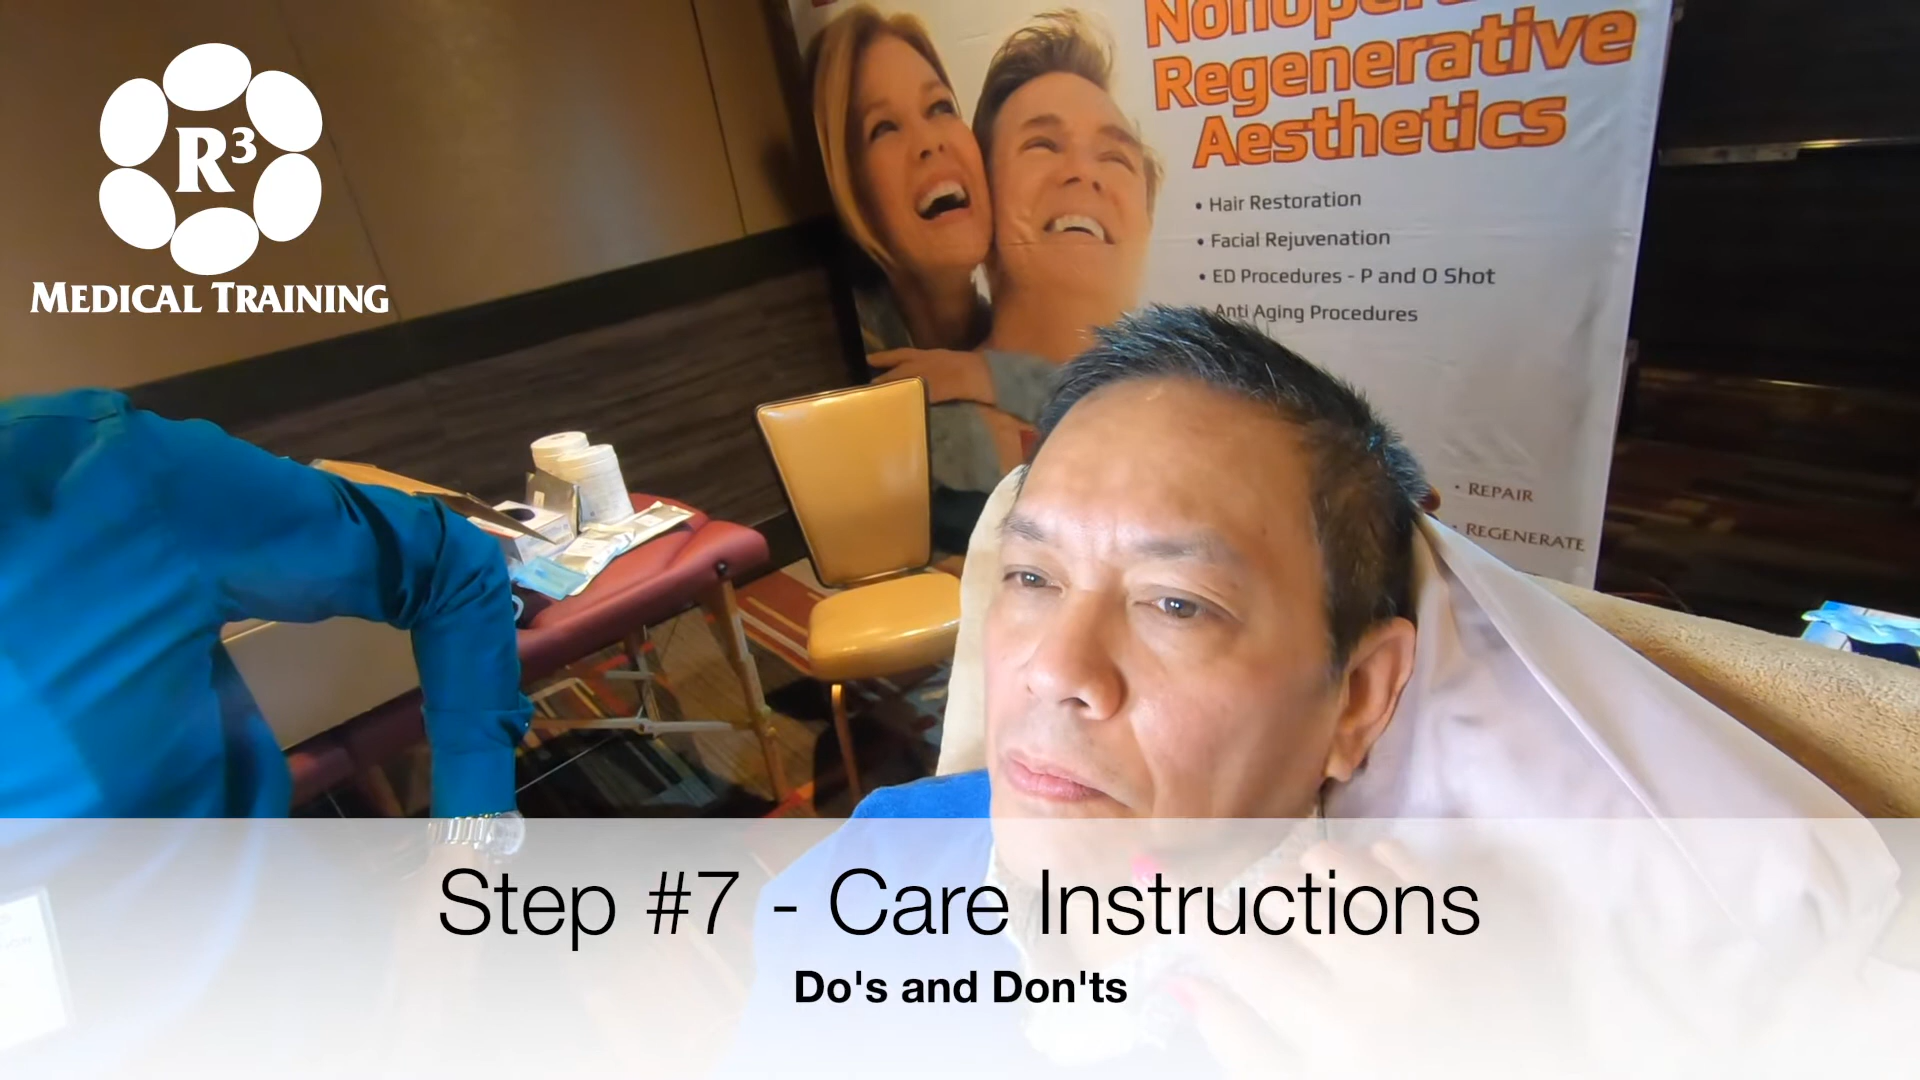 R³
MEDICAL TRAINING
Regenerative
Aesthetics
• Hair Restoration
• Facial Rejuvenation
• ED Procedures - P and O Shot
Anti Aging Procedures
• REPAIR
• REGENERATE
Step #7 - Care Instructions
Do's and Don'ts